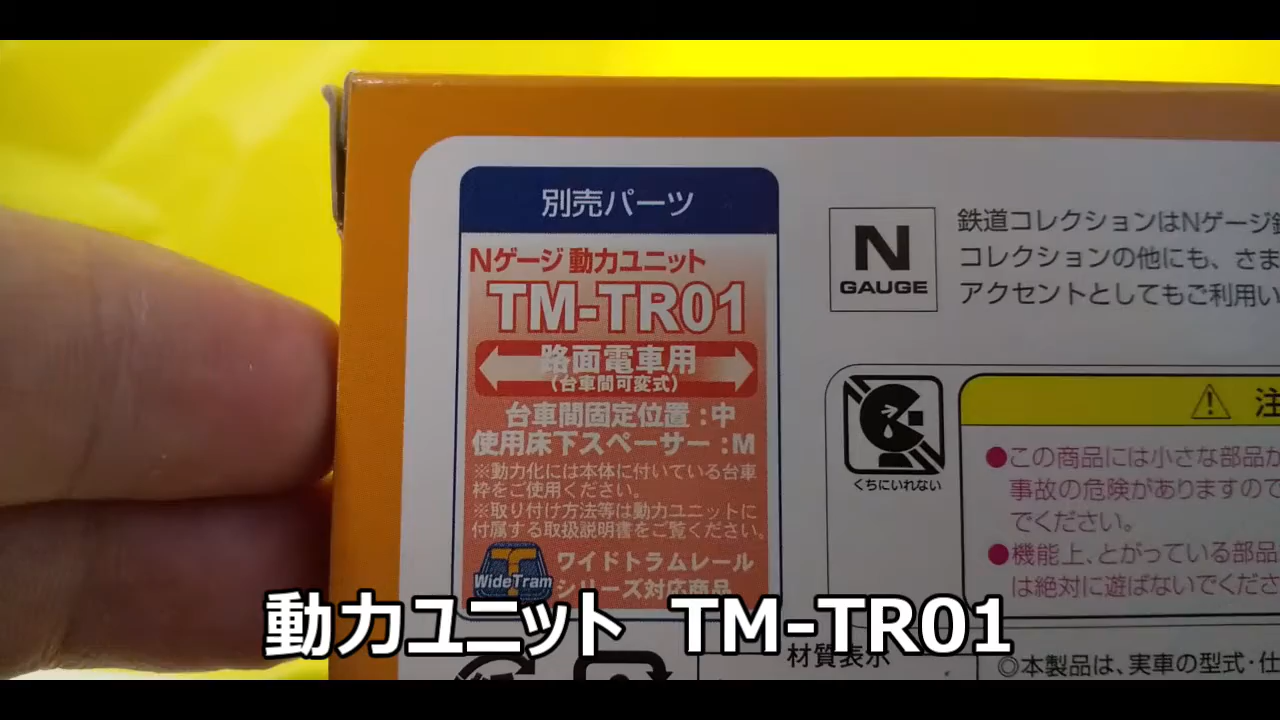 別売パーツ
Nゲージ 動力ユニット
TM-TR01
路面電車用
(台車間可変式)
台車間固定位置:中
使用床下スペーサー:M
※動力化には本体に付いている台車
枠をご使用ください。
※取り付け方法等は動力ユニットに
付属する取扱説明書をご覧ください。
WideTram
ワイドトラムレール
シリーズ対応商品
N
GAUGE
鉄道コレクションはNゲージ
コレクションの他にも、さま
アクセントとしてもご利用い
くちにいれない
注
●この商品には小さな部品が
事故の危険がありますので
でください。
●機能上、とがっている部品
は絶対に遊ばないでくださ
動力ユニット TM-TR01
材質表示
◎本製品は、実車の型式・仕